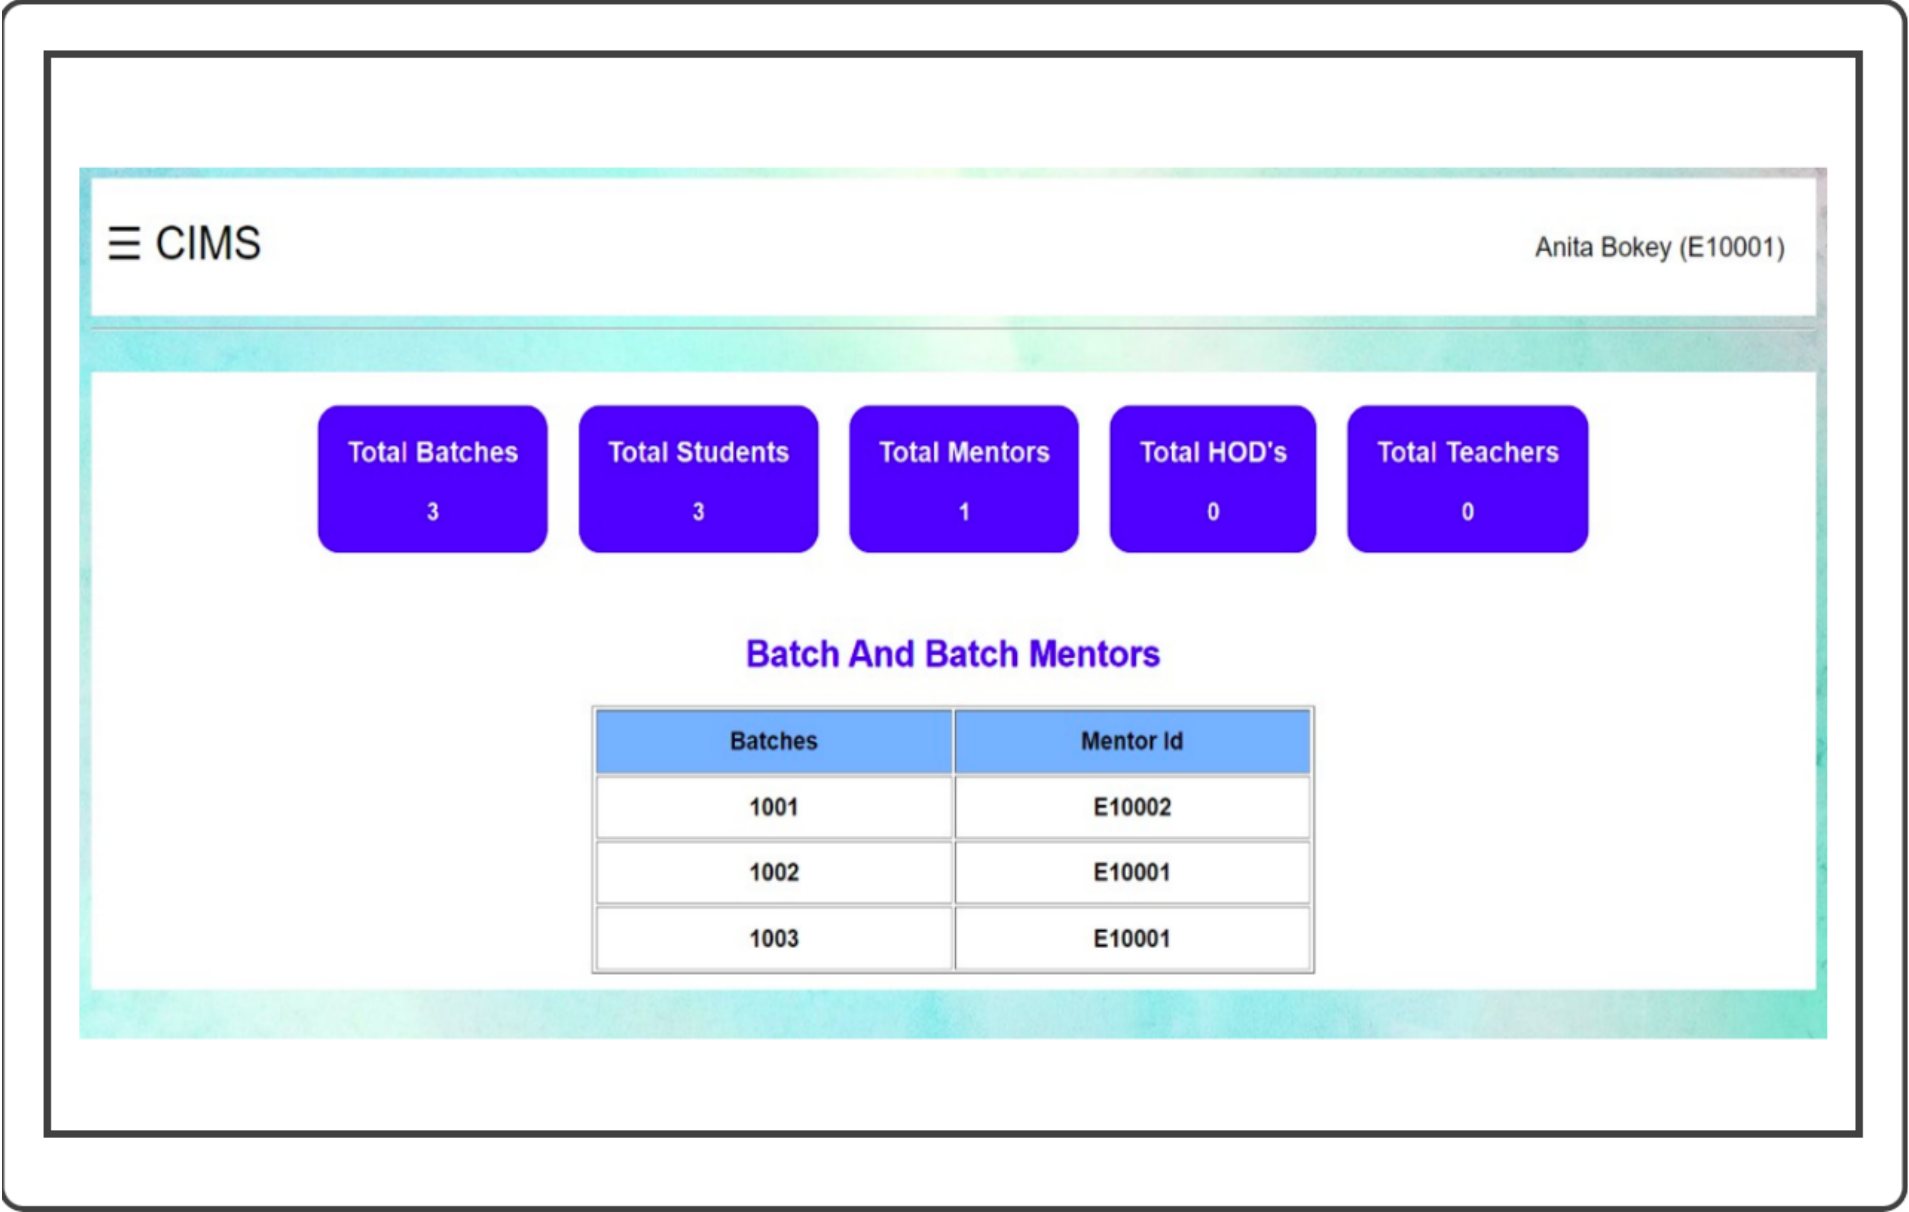 ☰ CIMS
Anita Bokey (E10001)
Total Batches
3
Total Students
3
Total Mentors
1
Total HOD's
0
Total Teachers
0
Batch And Batch Mentors
Batches Mentor Id
1001 E10002
1002 E10001
1003 E10001